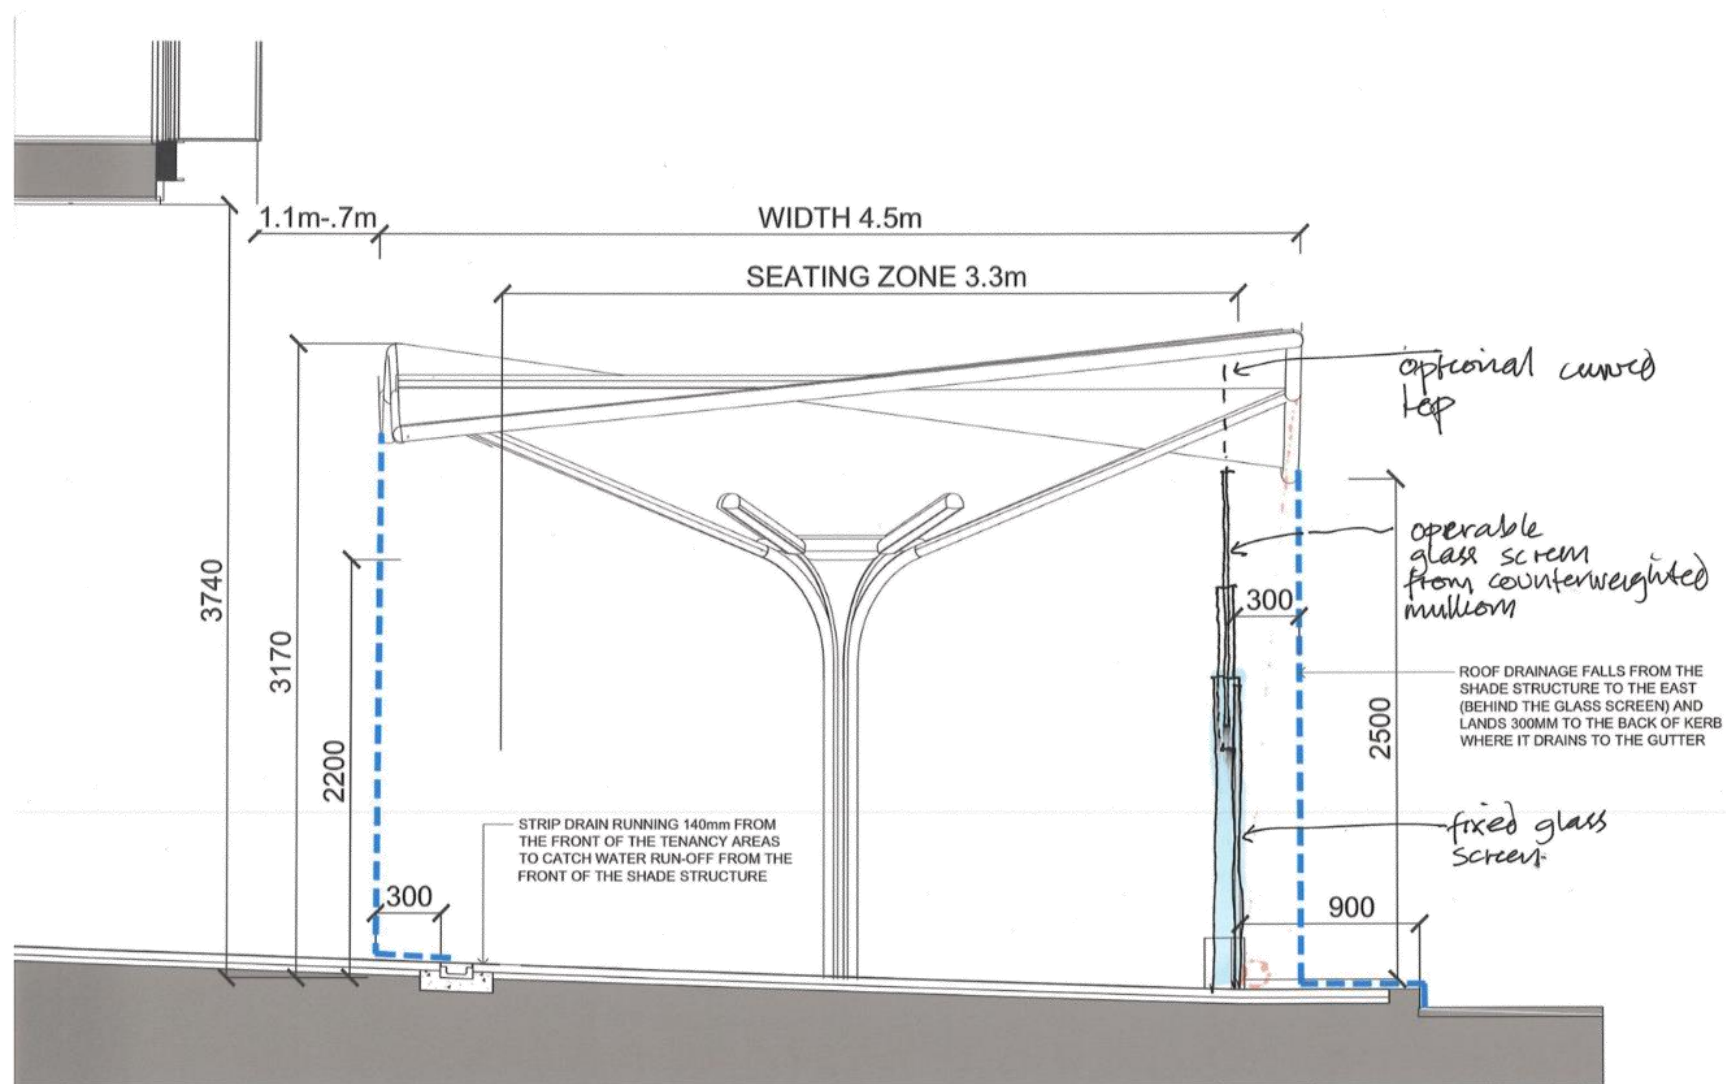 1.1m-.7m
WIDTH 4.5m
SEATING ZONE 3.3m
optional curved
top
3740
3170
2200
operable
glass screen
from counterweighted
mullion
300
2500
ROOF DRAINAGE FALLS FROM THE
SHADE STRUCTURE TO THE EAST
(BEHIND THE GLASS SCREEN) AND
LANDS 300MM TO THE BACK OF KERB
WHERE IT DRAINS TO THE GUTTER
STRIP DRAIN RUNNING 140mm FROM
THE FRONT OF THE TENANCY AREAS
TO CATCH WATER RUN-OFF FROM THE
FRONT OF THE SHADE STRUCTURE
fixed glass
screen
300
900